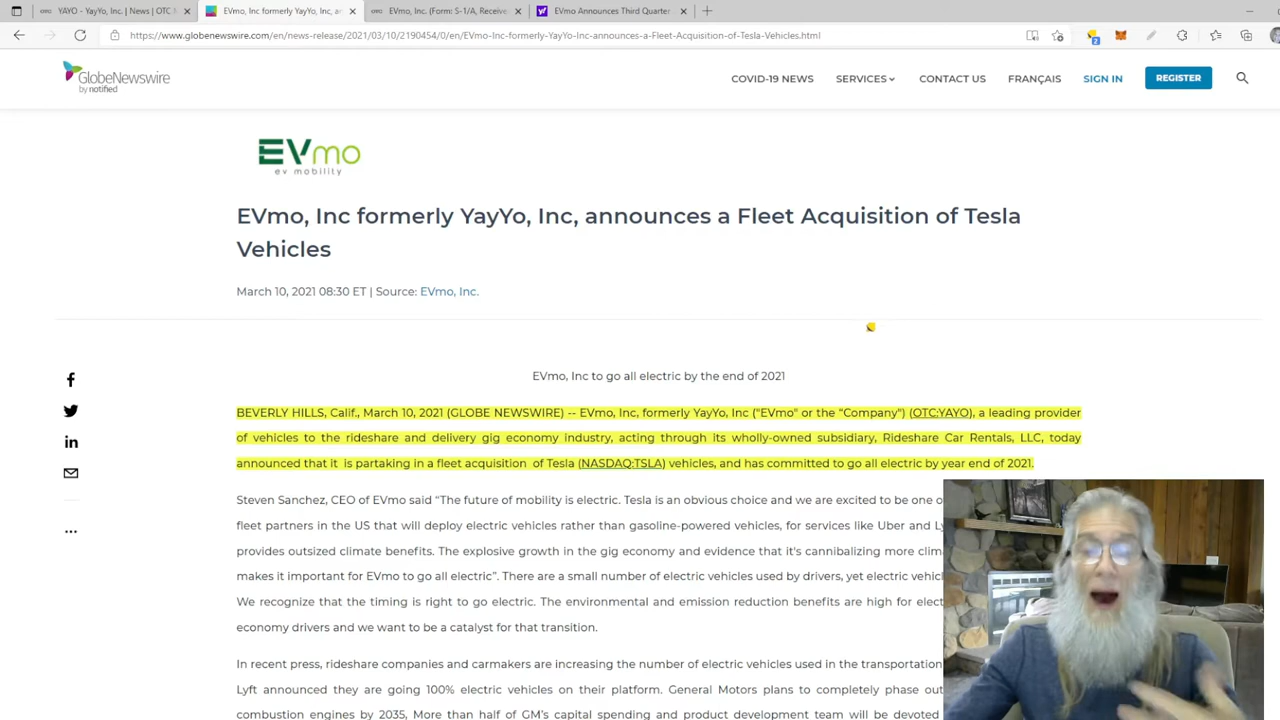 YAYO - YayYo, Inc. | News | OTC M
EVmo, Inc formerly YayYo, Inc, an
EVmo, Inc. (Form: S-1/A, Receive
EVmo Announces Third Quarter
https://www.globenewswire.com/en/news-release/2021/03/10/2190454/0/en/EVmo-Inc-formerly-YayYo-Inc-announces-a-Fleet-Acquisition-of-Tesla-Vehicles.html
2
GlobeNewswire
by notified
COVID-19 NEWS
SERVICES
CONTACT US
FRANÇAIS
SIGN IN
REGISTER
EVmo
ev mobility
EVmo, Inc formerly YayYo, Inc, announces a Fleet Acquisition of Tesla
Vehicles
March 10, 2021 08:30 ET | Source: EVmo, Inc.
EVmo, Inc to go all electric by the end of 2021
BEVERLY HILLS, Calif., March 10, 2021 (GLOBE NEWSWIRE) -- EVmo, Inc, formerly YayYo, Inc ("EVmo" or the “Company”) (OTC:YAYO), a leading provider
of vehicles to the rideshare and delivery gig economy industry, acting through its wholly-owned subsidiary, Rideshare Car Rentals, LLC, today
announced that it is partaking in a fleet acquisition of Tesla (NASDAQ:TSLA) vehicles, and has committed to go all electric by year end of 2021.
Steven Sanchez, CEO of EVmo said “The future of mobility is electric. Tesla is an obvious choice and we are excited to be one o
fleet partners in the US that will deploy electric vehicles rather than gasoline-powered vehicles, for services like Uber and Ly
provides outsized climate benefits. The explosive growth in the gig economy and evidence that it's cannibalizing more clim
makes it important for EVmo to go all electric”. There are a small number of electric vehicles used by drivers, yet electric vehic
We recognize that the timing is right to go electric. The environmental and emission reduction benefits are high for elect
economy drivers and we want to be a catalyst for that transition.
In recent press, rideshare companies and carmakers are increasing the number of electric vehicles used in the transportation
Lyft announced they are going 100% electric vehicles on their platform. General Motors plans to completely phase out
combustion engines by 2035, More than half of GM’s capital spending and product development team will be devoted